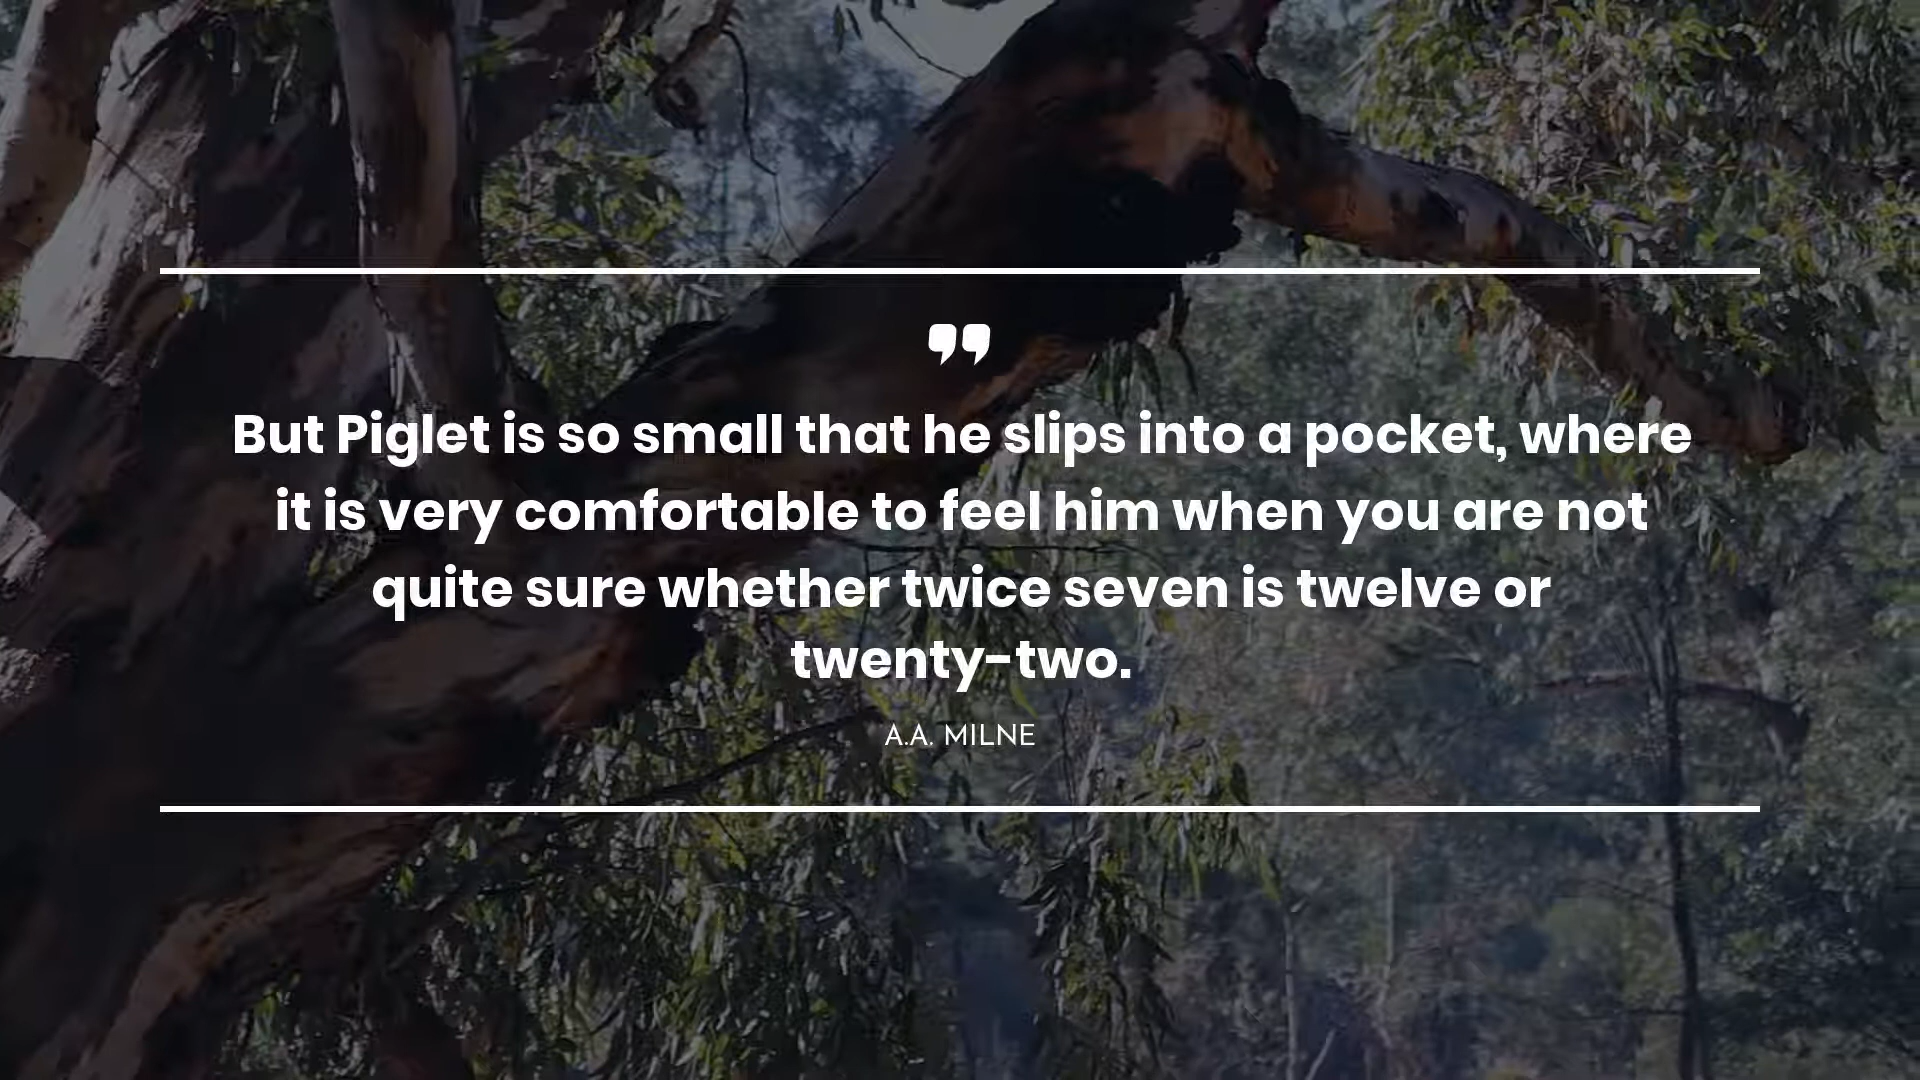 ”
But Piglet is so small that he slips into a pocket, where
it is very comfortable to feel him when you are not
quite sure whether twice seven is twelve or
twenty-two.
A.A. MILNE